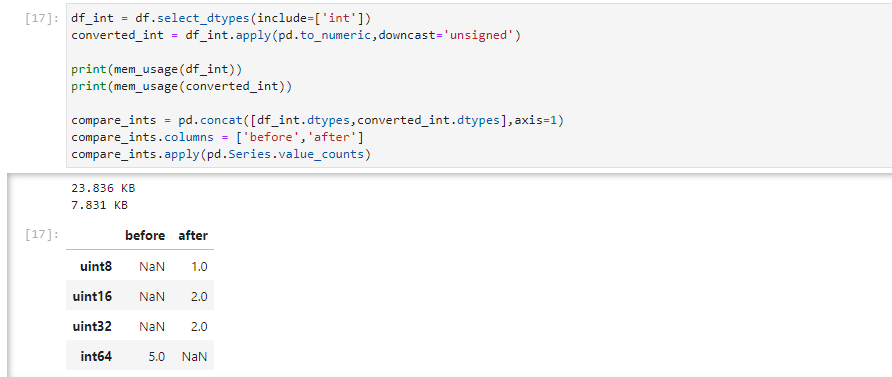 [17]: df_int = df.select_dtypes(include=['int'])
converted_int = df_int.apply(pd.to_numeric,downcast='unsigned')
print(mem_usage(df_int))
print(mem_usage(converted_int))
compare_ints = pd.concat([df_int.dtypes,converted_int.dtypes],axis=1)
compare_ints.columns = ['before','after']
compare_ints.apply(pd.Series.value_counts)
23.836 KB
7.831 KB
[17]: before after
uint8 NaN 1.0
uint16 NaN 2.0
uint32 NaN 2.0
int64 5.0 NaN